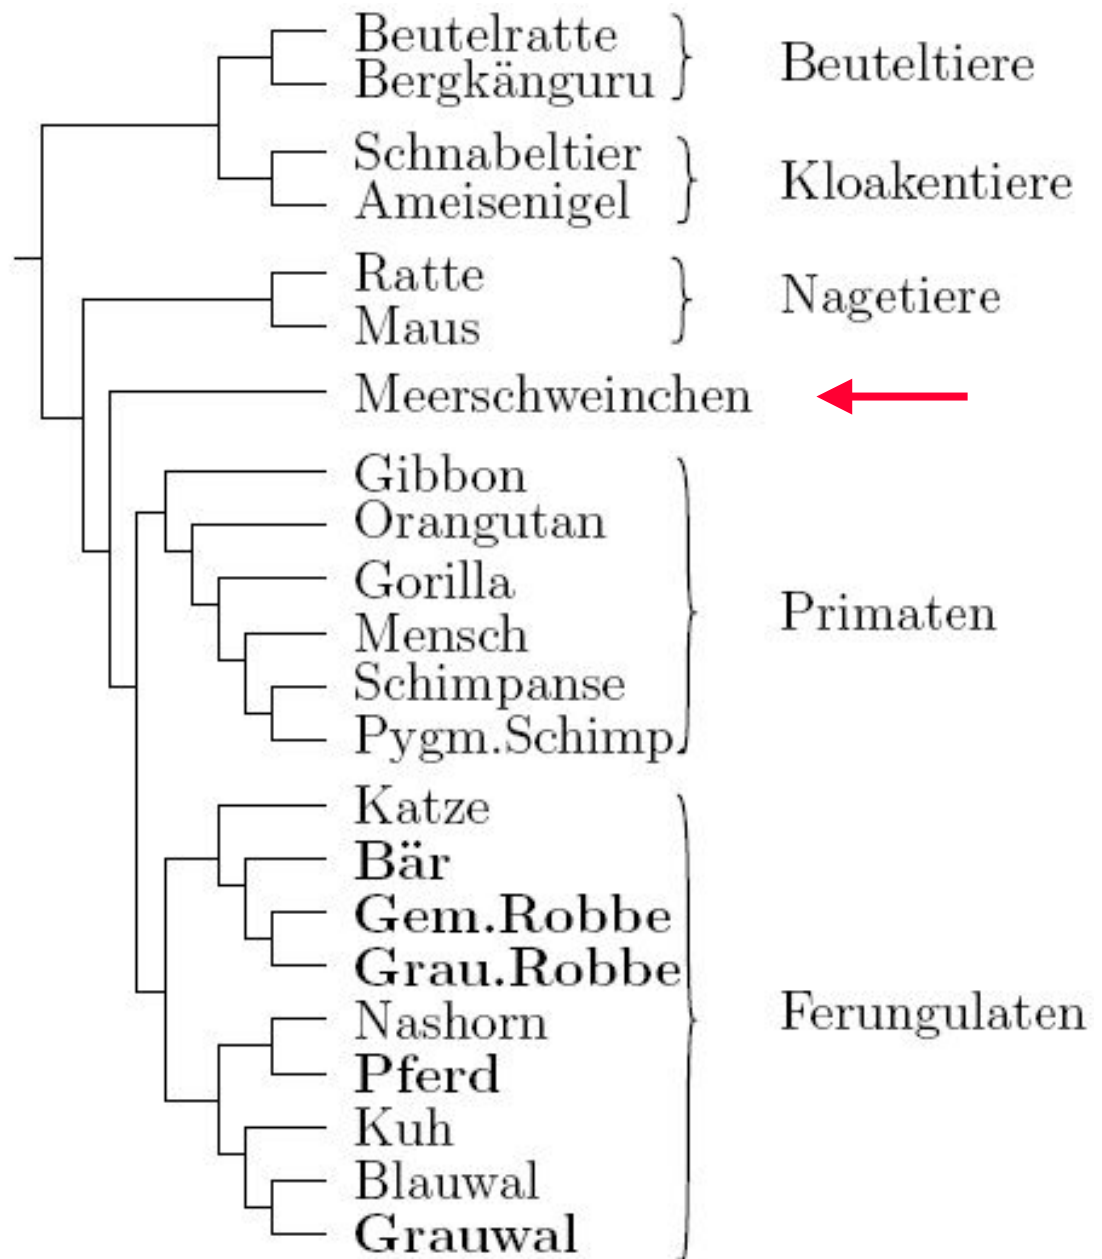 Beutelratte
Bergkänguru
Beuteltiere
Schnabeltier
Ameisenigel
Kloakentiere
Ratte
Maus
Nagetiere
Meerschweinchen
Gibbon
Orangutan
Gorilla
Mensch
Schimpanse
Pygm.Schimp.
Primaten
Katze
Bär
Gem.Robbe
Grau.Robbe
Nashorn
Pferd
Kuh
Blauwal
Grauwal
Ferungulaten